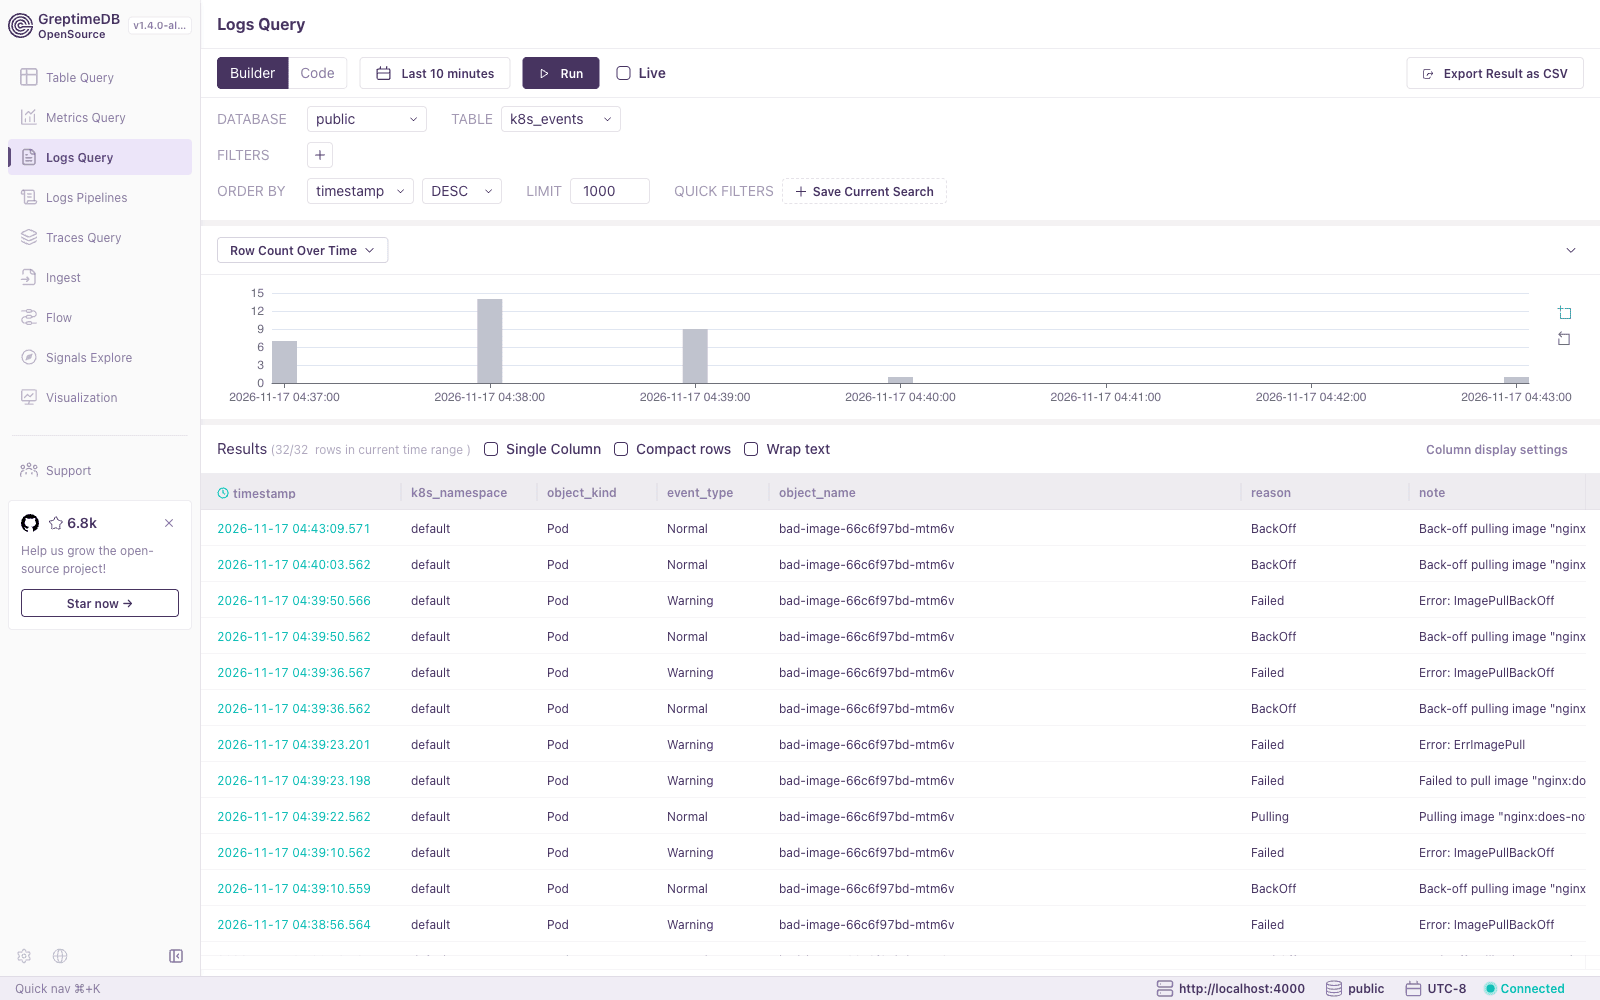 GreptimeDB
OpenSource
v1.4.0-al...
Table Query
Metrics Query
Logs Query
Logs Pipelines
Traces Query
Ingest
Flow
Signals Explore
Visualization
Support
6.8k
Help us grow the open-
source project!
Star now →
Quick nav ⌘+K
Logs Query
Builder Code Last 10 minutes Run Live Export Result as CSV
DATABASE public TABLE k8s_events
FILTERS +
ORDER BY timestamp DESC LIMIT 1000 QUICK FILTERS + Save Current Search
Row Count Over Time
15
12
9
6
3
0
2026-11-17 04:37:00 2026-11-17 04:38:00 2026-11-17 04:39:00 2026-11-17 04:40:00 2026-11-17 04:41:00 2026-11-17 04:42:00 2026-11-17 04:43:00
Results (32/32 rows in current time range ) Single Column Compact rows Wrap text Column display settings
timestamp k8s_namespace object_kind event_type object_name reason note
2026-11-17 04:43:09.571 default Pod Normal bad-image-66c6f97bd-mtm6v BackOff Back-off pulling image "nginx
2026-11-17 04:40:03.562 default Pod Normal bad-image-66c6f97bd-mtm6v BackOff Back-off pulling image "nginx
2026-11-17 04:39:50.566 default Pod Warning bad-image-66c6f97bd-mtm6v Failed Error: ImagePullBackOff
2026-11-17 04:39:50.562 default Pod Normal bad-image-66c6f97bd-mtm6v BackOff Back-off pulling image "nginx
2026-11-17 04:39:36.567 default Pod Warning bad-image-66c6f97bd-mtm6v Failed Error: ImagePullBackOff
2026-11-17 04:39:36.562 default Pod Normal bad-image-66c6f97bd-mtm6v BackOff Back-off pulling image "nginx
2026-11-17 04:39:23.201 default Pod Warning bad-image-66c6f97bd-mtm6v Failed Error: ErrImagePull
2026-11-17 04:39:23.198 default Pod Warning bad-image-66c6f97bd-mtm6v Failed Failed to pull image "nginx:do
2026-11-17 04:39:22.562 default Pod Normal bad-image-66c6f97bd-mtm6v Pulling Pulling image "nginx:does-no
2026-11-17 04:39:10.562 default Pod Warning bad-image-66c6f97bd-mtm6v Failed Error: ImagePullBackOff
2026-11-17 04:39:10.559 default Pod Normal bad-image-66c6f97bd-mtm6v BackOff Back-off pulling image "nginx
2026-11-17 04:38:56.564 default Pod Warning bad-image-66c6f97bd-mtm6v Failed Error: ImagePullBackOff
http://localhost:4000 public UTC-8 Connected